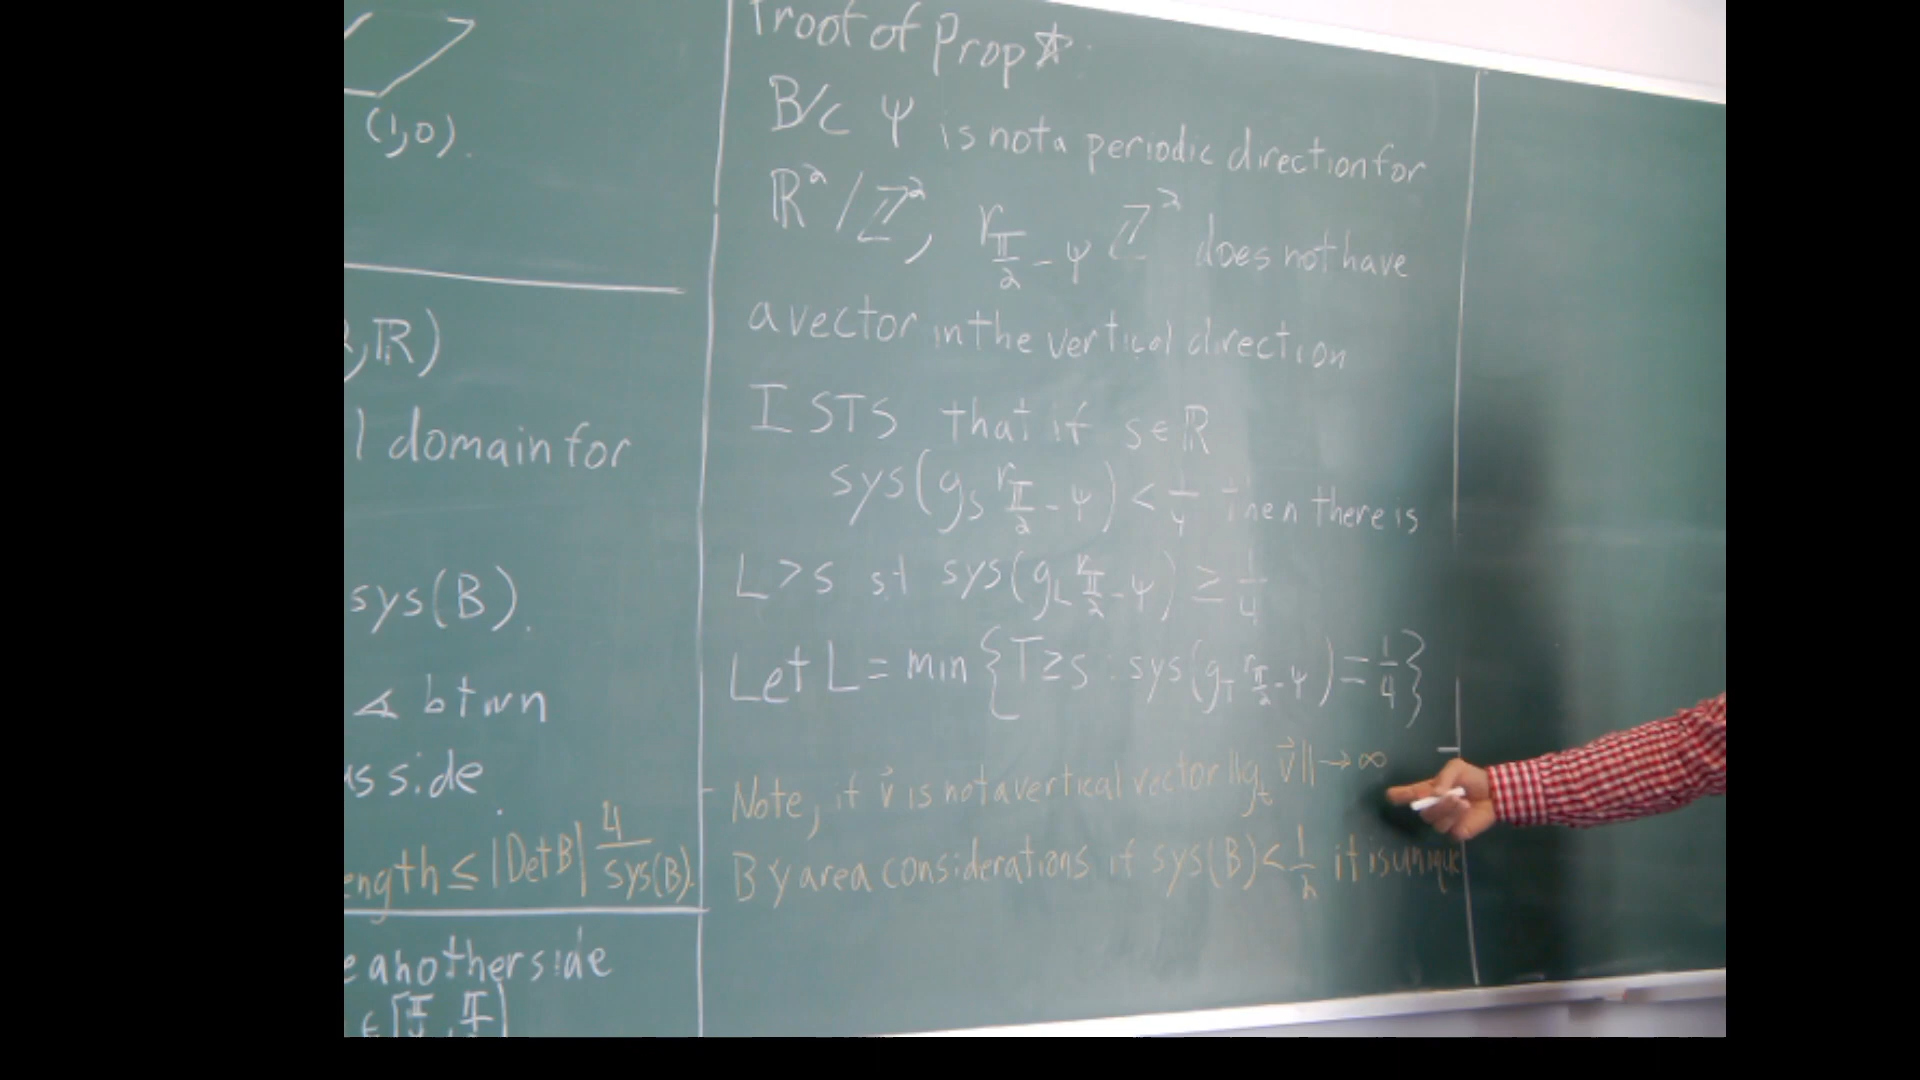 (1,0).
,ℝ)
l domain for
sys(B).
∡ btwn
side.
ength ≤ |Det B| 4/sys(B).
e another side
Proof of Prop ☆:
B/c ψ is not a periodic direction for
ℝ²/ℤ², r_{π/2-ψ} ℤ² does not have
a vector in the vertical direction
ISTS that if s∈ℝ
sys(g_s r_{π/2-ψ}) < 1/4 then there is
L>s s.t sys(g_L r_{π/2-ψ}) ≥ 1/4
Let L = min {T≥s : sys(g_T r_{π/2-ψ}) = 1/4}
Note, if v⃗ is not a vertical vector ||g_t v⃗|| → ∞
By area considerations if sys(B) < 1/2 it is unique